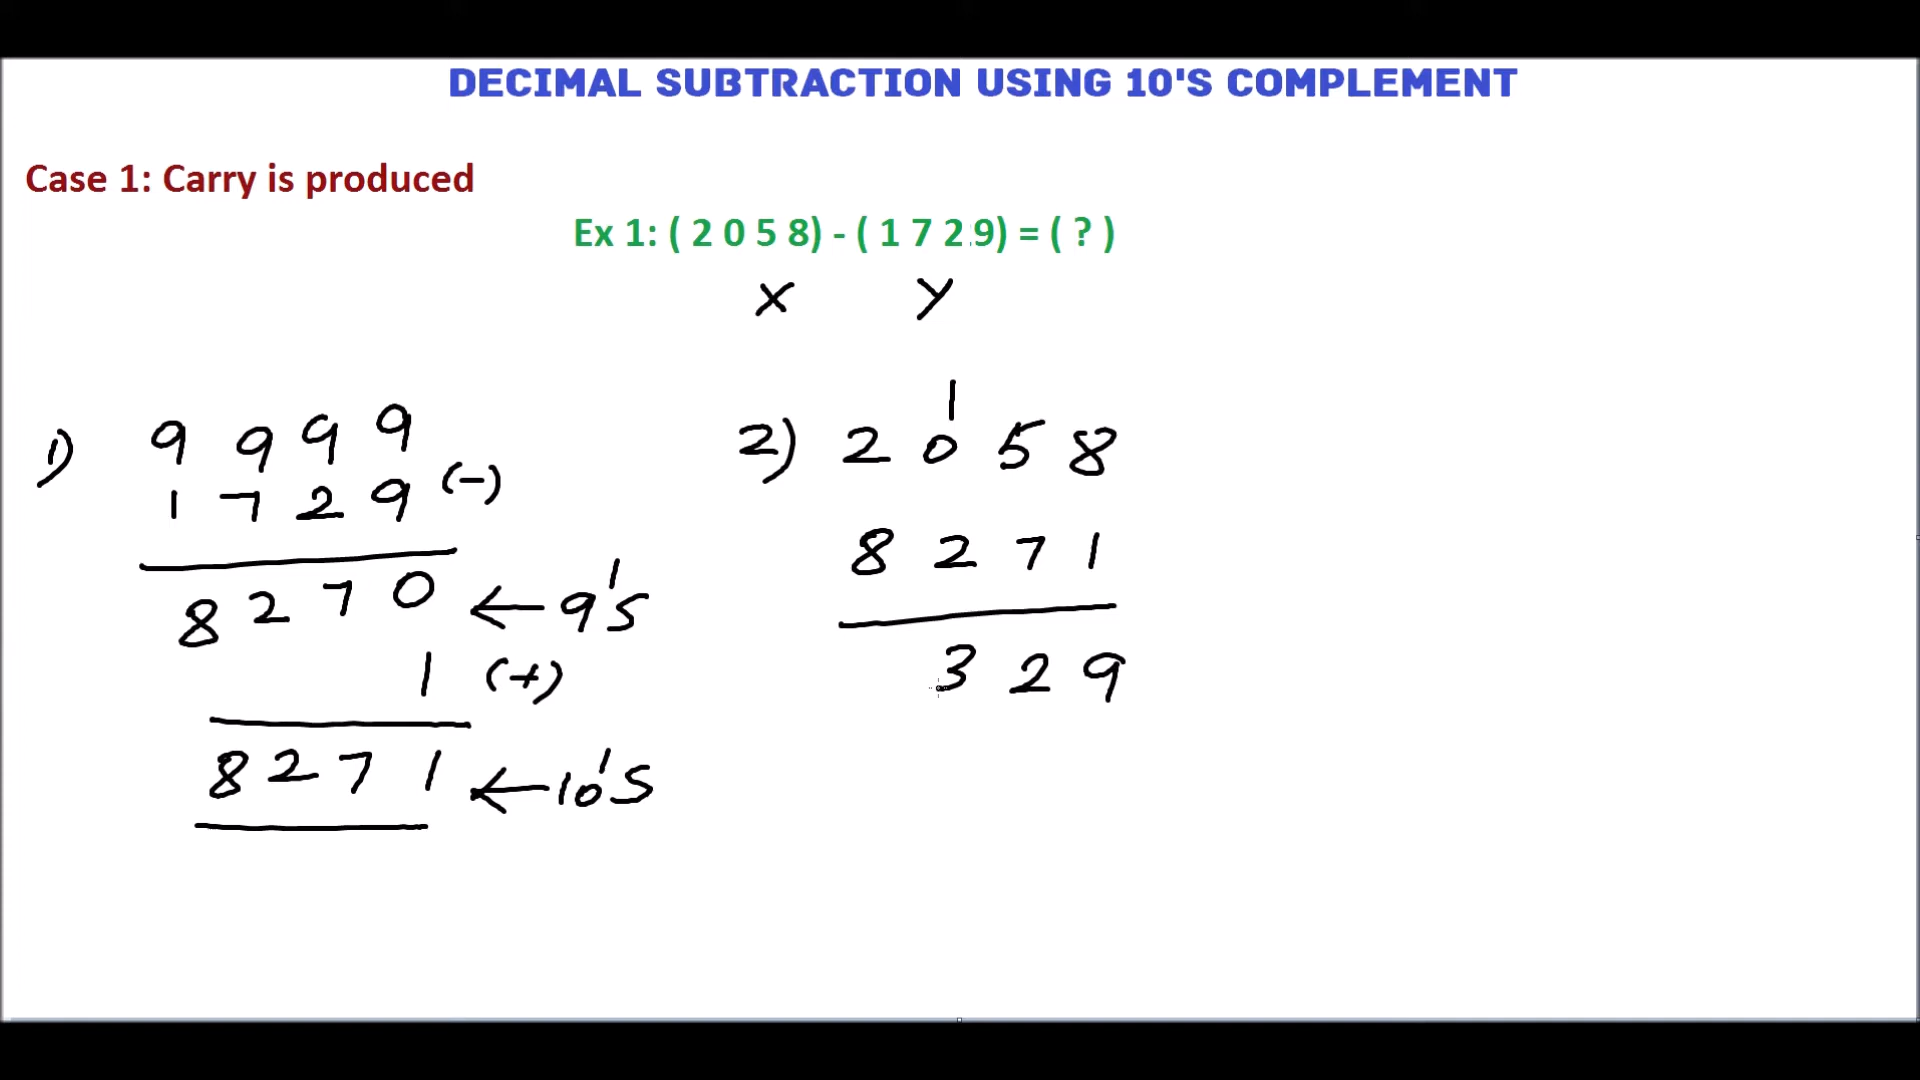 DECIMAL SUBTRACTION USING 10'S COMPLEMENT
Case 1: Carry is produced
Ex 1: ( 2 0 5 8) - ( 1 7 2 9) = ( ? )
X Y
1) 9 9 9 9
1 7 2 9 (-)
8 2 7 0 ← 9's
1 (+)
8 2 7 1 ← 10's
1
2) 2 0 5 8
8 2 7 1
3 2 9